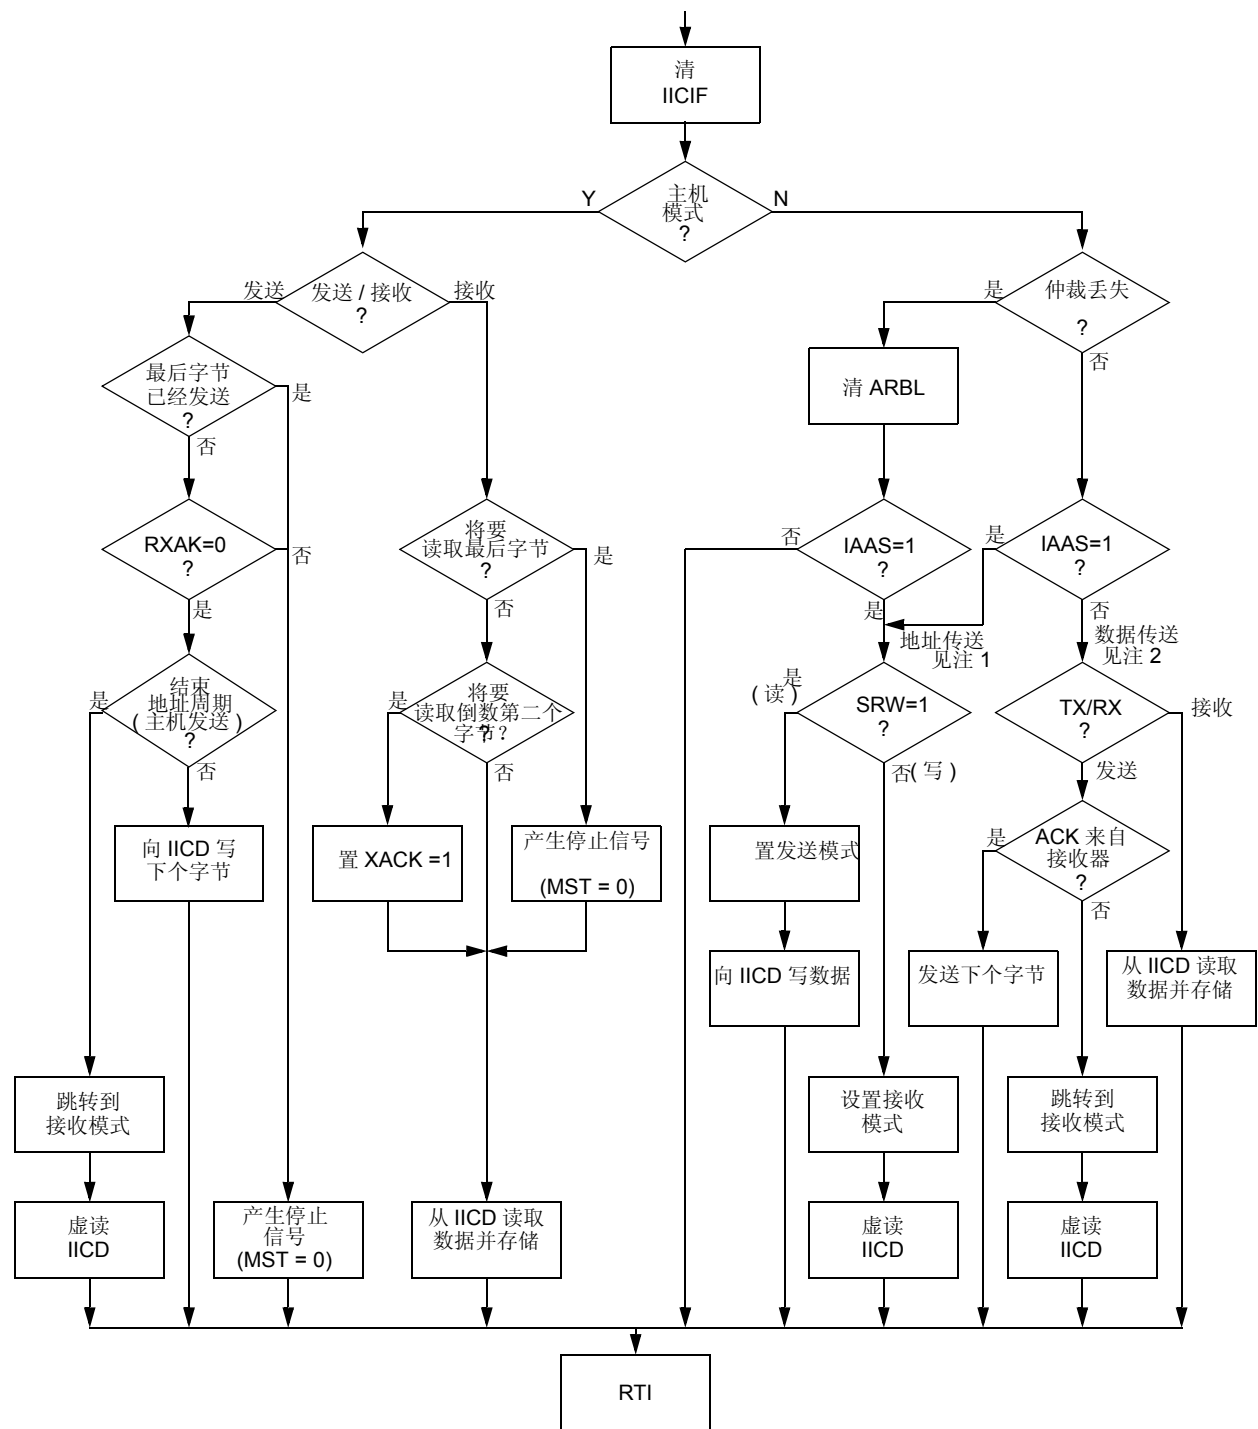 清
IICIF
主机
模式
?
Y
N
发送 / 接收
?
发送
接收
仲裁丢失
?
是
否
最后字节
已经发送
?
是
否
清 ARBL
RXAK=0
?
否
是
将要
读取最后字节
?
是
否
IAAS=1
?
否
是
IAAS=1
?
是
否
地址传送
见注 1
数据传送
见注 2
结束
地址周期
( 主机发送 )
?
是
否
将要
读取倒数第二个
字节?
?
是
否
SRW=1
?
是
( 读 )
否( 写 )
TX/RX
?
接收
发送
向 IICD 写
下个字节
置 XACK =1
产生停止信号
(MST = 0)
置发送模式
ACK 来自
接收器
?
是
否
向 IICD 写数据
发送下个字节
从 IICD 读取
数据并存储
跳转到
接收模式
设置接收
模式
跳转到
接收模式
虚读
IICD
产生停止
信号
(MST = 0)
从 IICD 读取
数据并存储
虚读
IICD
虚读
IICD
RTI